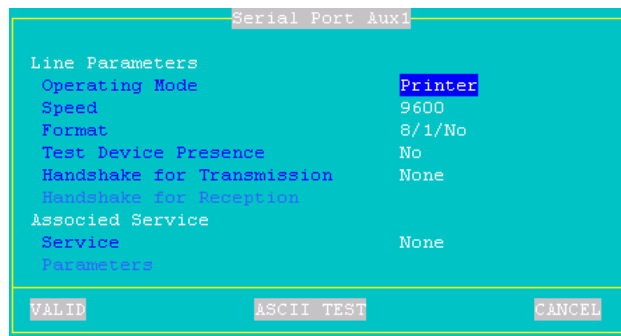 Serial Port Aux1
Line Parameters
Operating Mode Printer
Speed 9600
Format 8/1/No
Test Device Presence No
Handshake for Transmission None
Handshake for Reception
Associed Service
Service None
Parameters
VALID ASCII TEST CANCEL